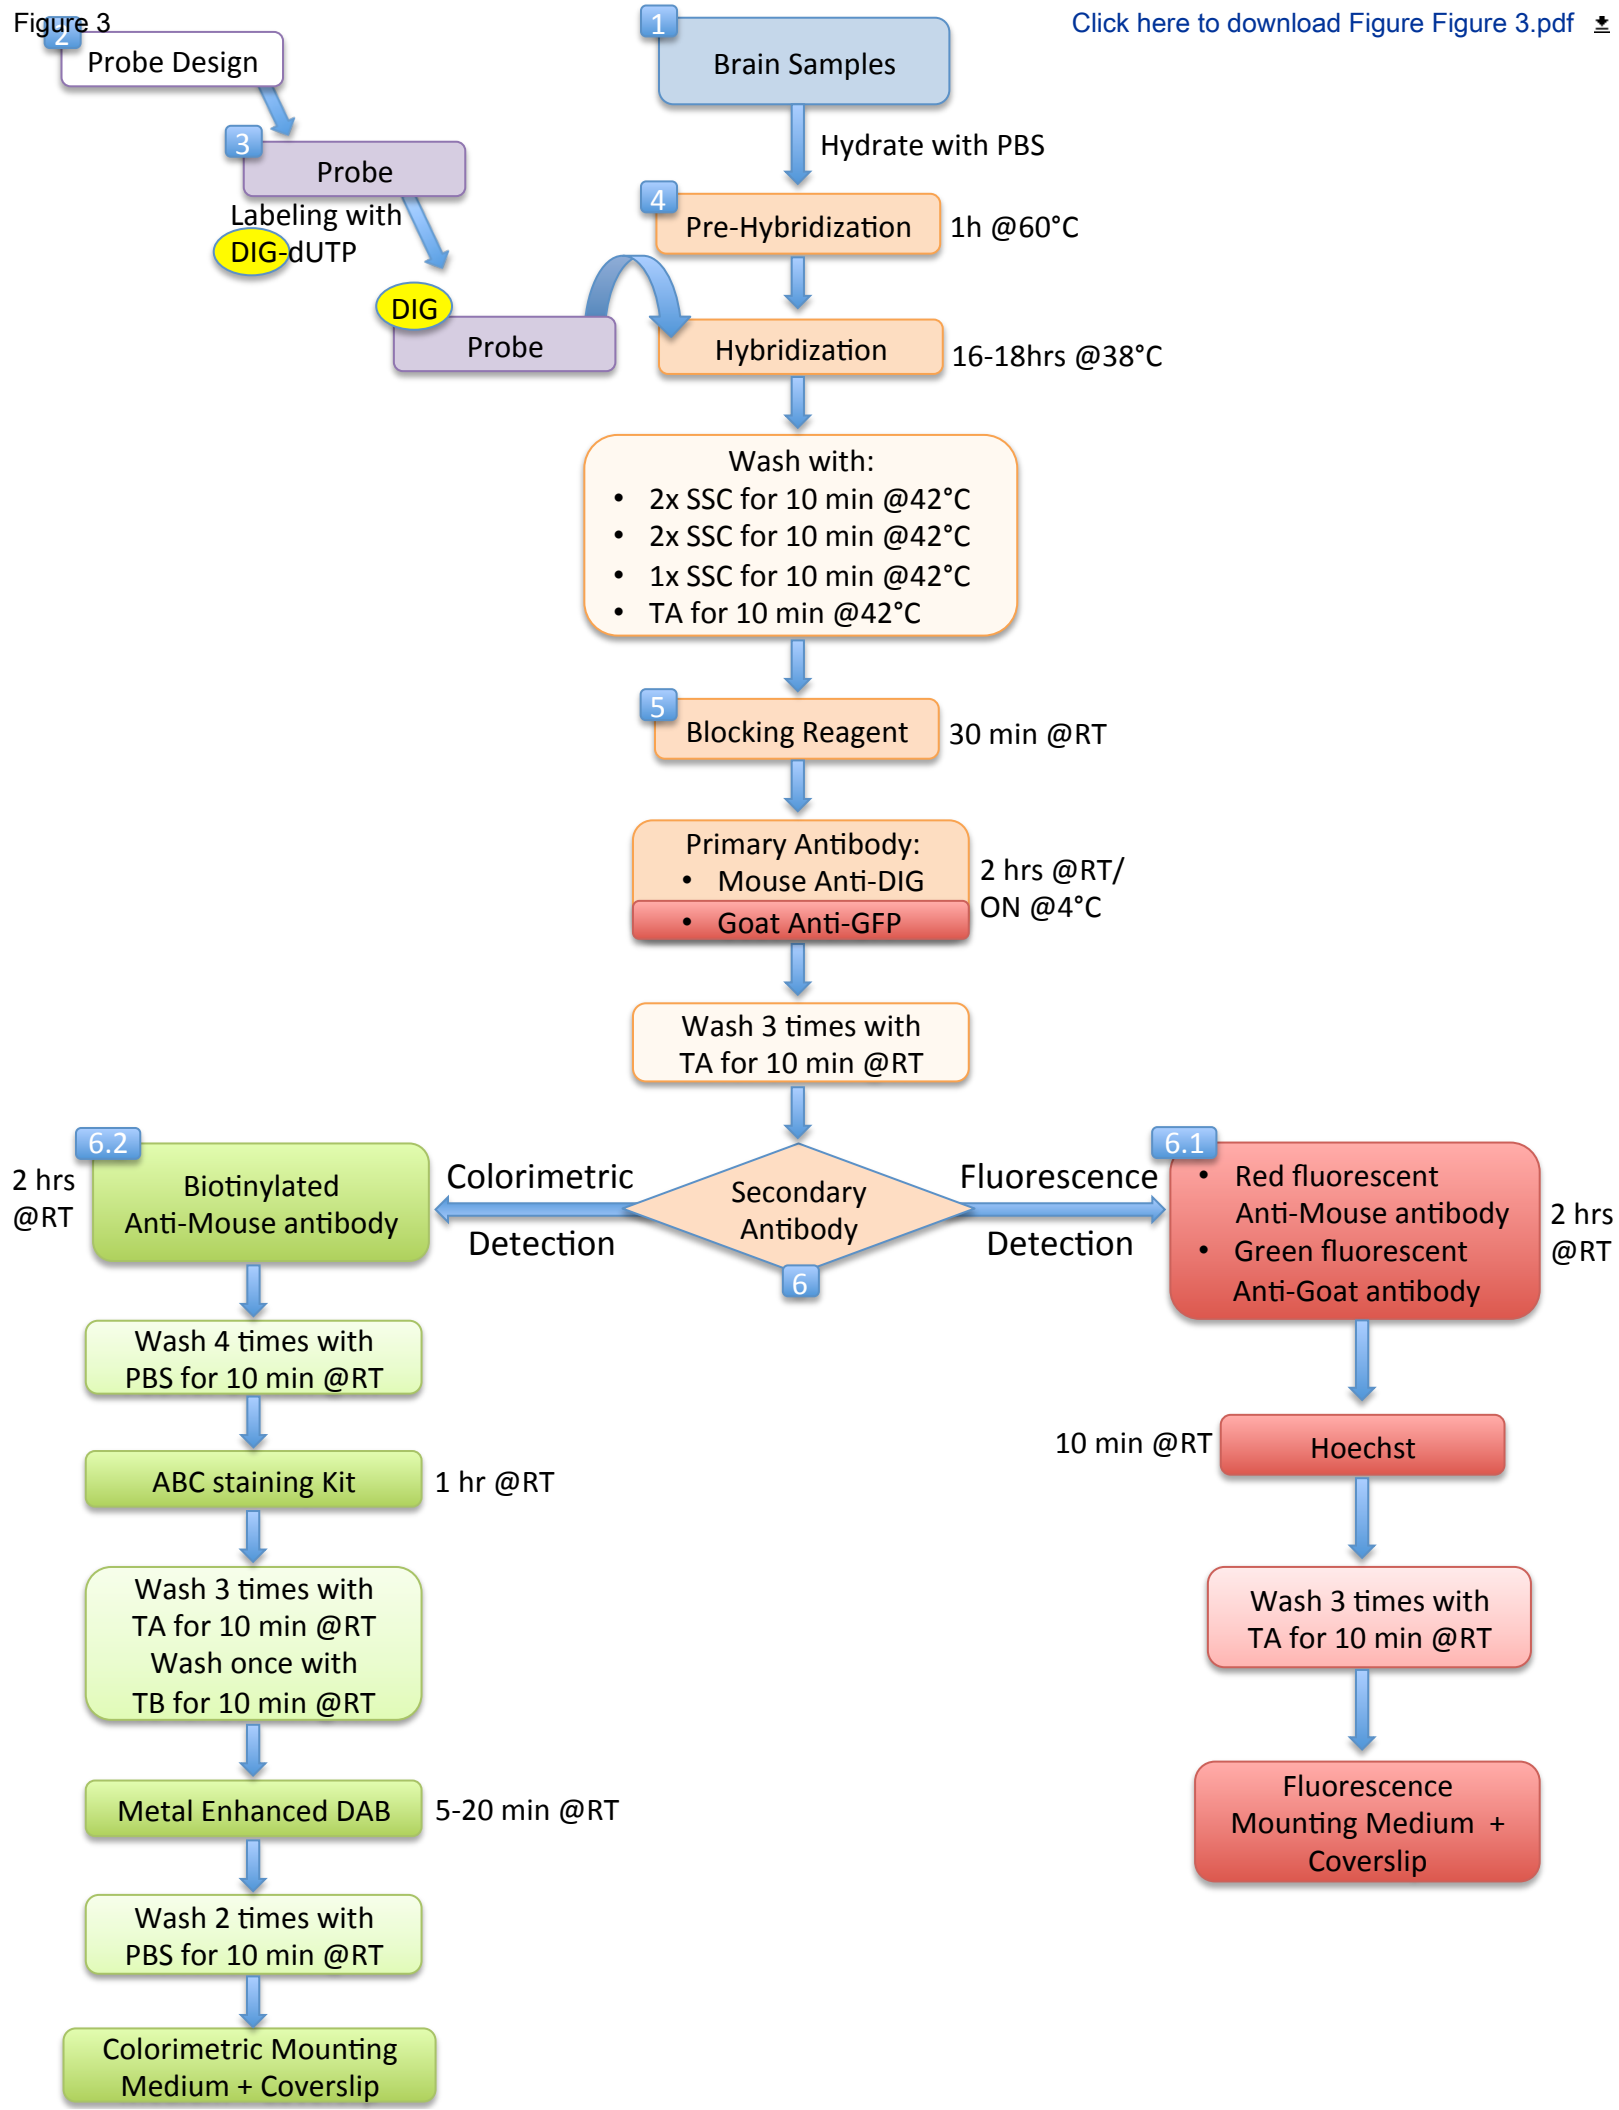 Figure 3
Click here to download Figure Figure 3.pdf
2
Probe Design
1
Brain Samples
Hydrate with PBS
3
Probe
Labeling with
DIG-dUTP
DIG
Probe
4
Pre-Hybridization
1h @60°C
Hybridization
16-18hrs @38°C
Wash with:
• 2x SSC for 10 min @42°C
• 2x SSC for 10 min @42°C
• 1x SSC for 10 min @42°C
• TA for 10 min @42°C
5
Blocking Reagent
30 min @RT
Primary Antibody:
• Mouse Anti-DIG
• Goat Anti-GFP
2 hrs @RT/
ON @4°C
Wash 3 times with
TA for 10 min @RT
Secondary
Antibody
6
Colorimetric
Detection
Fluorescence
Detection
6.2
2 hrs
@RT
Biotinylated
Anti-Mouse antibody
Wash 4 times with
PBS for 10 min @RT
ABC staining Kit
1 hr @RT
Wash 3 times with
TA for 10 min @RT
Wash once with
TB for 10 min @RT
Metal Enhanced DAB
5-20 min @RT
Wash 2 times with
PBS for 10 min @RT
Colorimetric Mounting
Medium + Coverslip
6.1
• Red fluorescent
Anti-Mouse antibody
• Green fluorescent
Anti-Goat antibody
2 hrs
@RT
10 min @RT
Hoechst
Wash 3 times with
TA for 10 min @RT
Fluorescence
Mounting Medium +
Coverslip